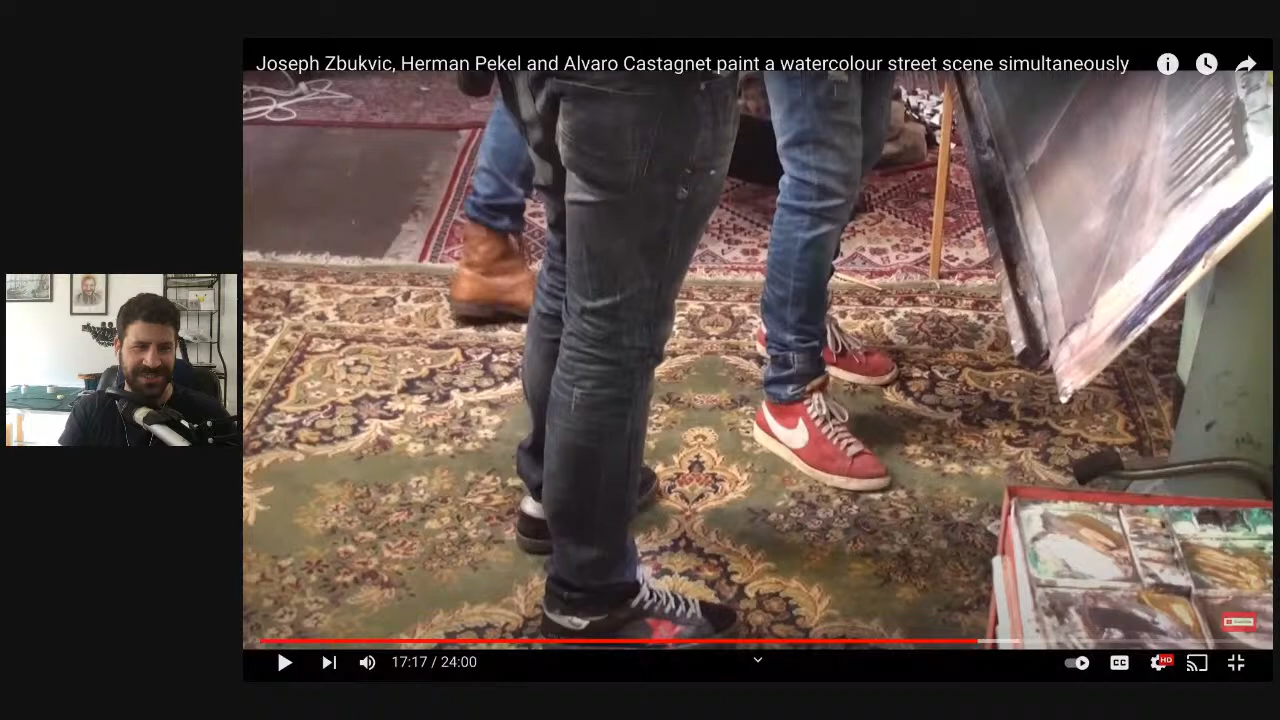 Joseph Zbukvic, Herman Pekel and Alvaro Castagnet paint a watercolour street scene simultaneously
17:17 / 24:00
CC
HD